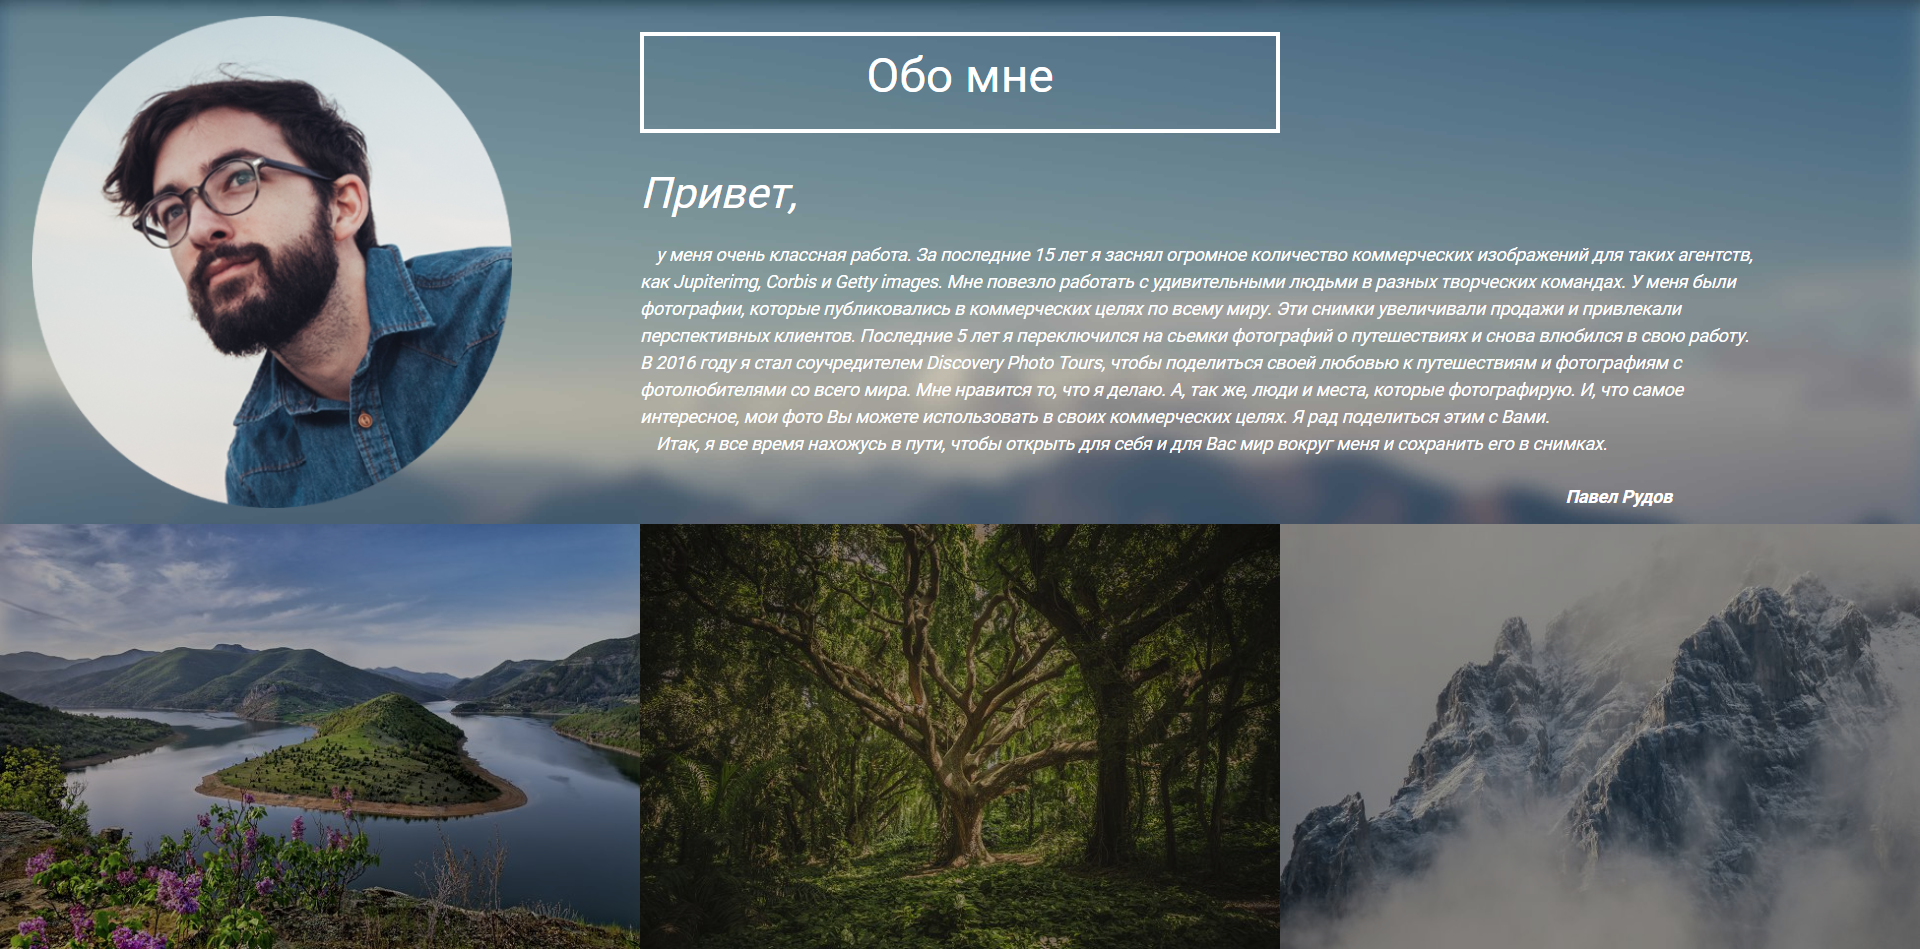 Обо мне
Привет,
у меня очень классная работа. За последние 15 лет я заснял огромное количество коммерческих изображений для таких агентств,
как Jupiterimg, Corbis и Getty images. Мне повезло работать с удивительными людьми в разных творческих командах. У меня были
фотографии, которые публиковались в коммерческих целях по всему миру. Эти снимки увеличивали продажи и привлекали
перспективных клиентов. Последние 5 лет я переключился на сьемки фотографий о путешествиях и снова влюбился в свою работу.
В 2016 году я стал соучредителем Discovery Photo Tours, чтобы поделиться своей любовью к путешествиям и фотографиям с
фотолюбителями со всего мира. Мне нравится то, что я делаю. А, так же, люди и места, которые фотографирую. И, что самое
интересное, мои фото Вы можете использовать в своих коммерческих целях. Я рад поделиться этим с Вами.
Итак, я все время нахожусь в пути, чтобы открыть для себя и для Вас мир вокруг меня и сохранить его в снимках.
Павел Рудов